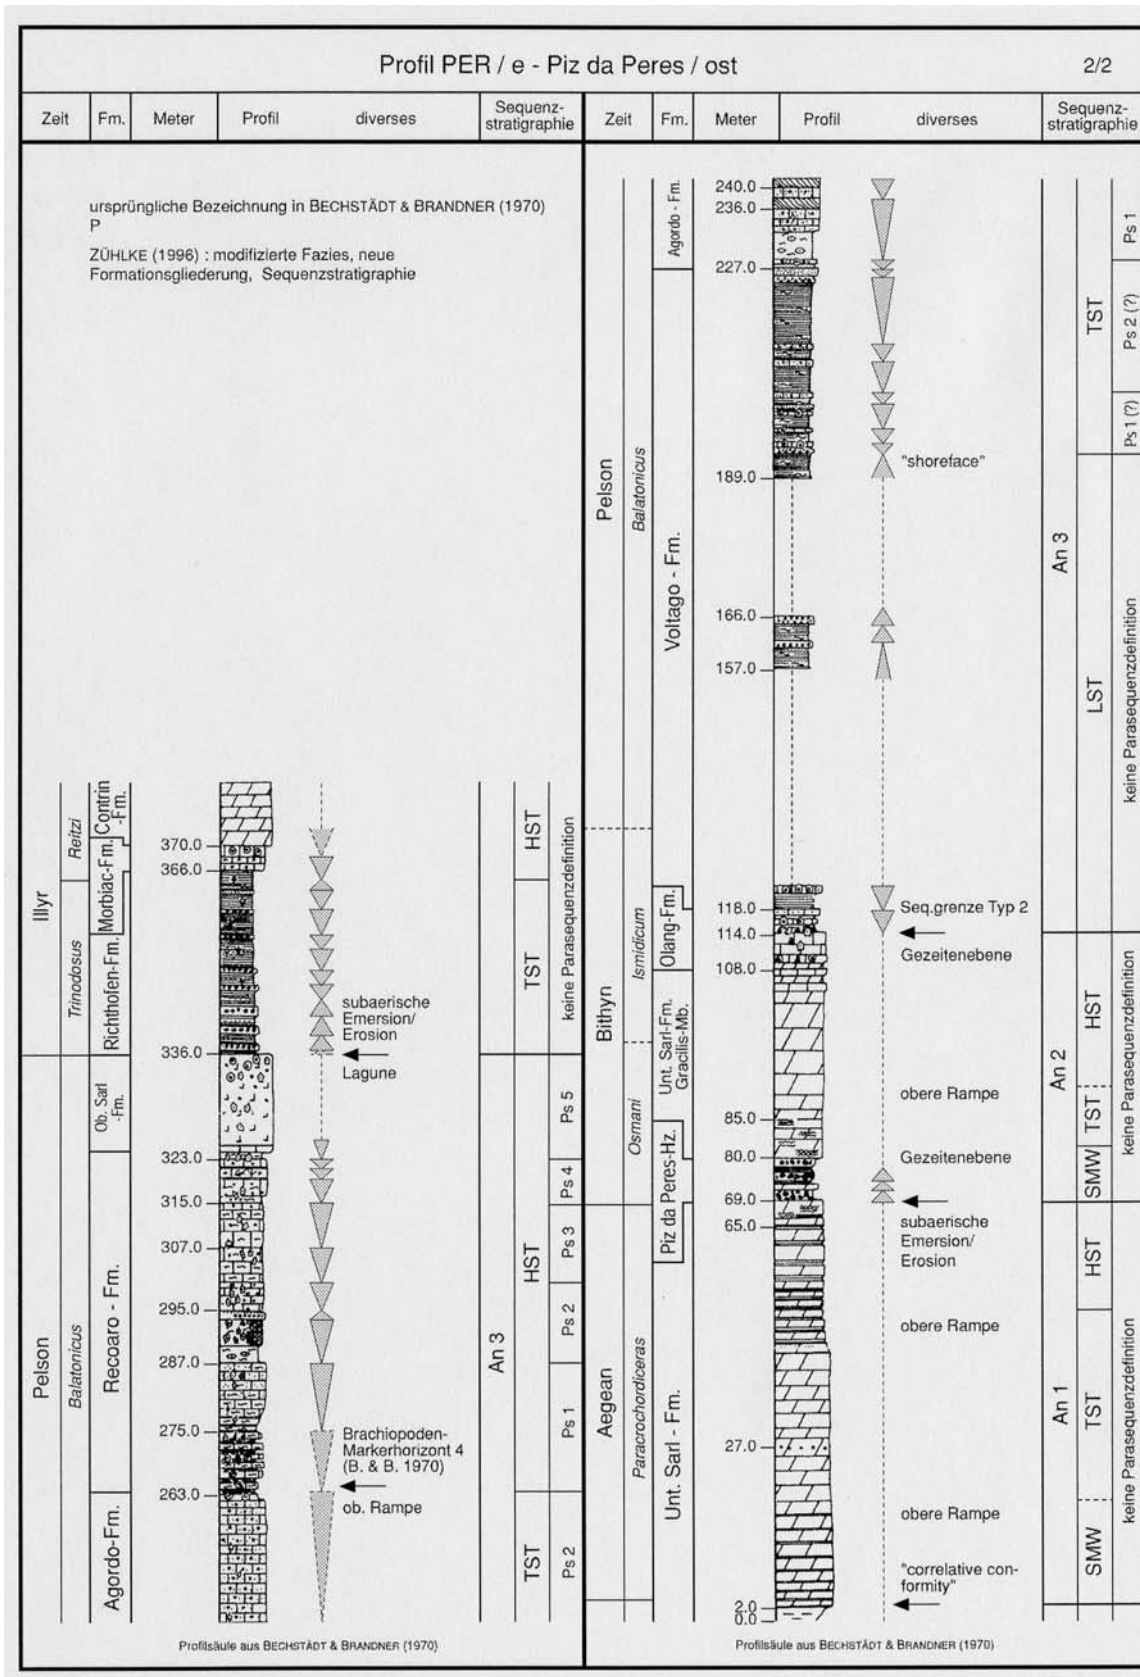 Profil PER / e - Piz da Peres / ost
2/2
Zeit
Fm.
Meter
Profil
diverses
Sequenz-
stratigraphie
Zeit
Fm.
Meter
Profil
diverses
Sequenz-
stratigraphie
ursprüngliche Bezeichnung in BECHSTÄDT & BRANDNER (1970)
P
ZÜHLKE (1996) : modifizierte Fazies, neue
Formationsgliederung, Sequenzstratigraphie
Illyr
Pelson
Reitzi
Trinodosus
Balatonicus
Contrin
-Fm.
Morbiac-Fm.
Richthofen-Fm.
Ob. Sarl
-Fm.
Recoaro - Fm.
Agordo-Fm.
370.0
366.0
336.0
323.0
315.0
307.0
295.0
287.0
275.0
263.0
subaerische
Emersion/
Erosion
Lagune
Brachiopoden-
Markerhorizont 4
(B. & B. 1970)
ob. Rampe
An 3
HST
TST
HST
TST
keine Parasequenzdefinition
Ps 5
Ps 4
Ps 3
Ps 2
Ps 1
Ps 2
Profilsäule aus BECHSTÄDT & BRANDNER (1970)
Pelson
Bithyn
Aegean
Balatonicus
Ismidicum
Osmani
Paracrochordiceras
Agordo - Fm.
Voltago - Fm.
Olang-Fm.
Unt. Sarl-Fm.
Gracilis-Mb.
Piz da Peres-Hz.
Unt. Sarl - Fm.
240.0
236.0
227.0
189.0
166.0
157.0
118.0
114.0
108.0
85.0
80.0
69.0
65.0
27.0
2.0
0.0
"shoreface"
Seq.grenze Typ 2
Gezeitenebene
obere Rampe
Gezeitenebene
subaerische
Emersion/
Erosion
obere Rampe
obere Rampe
"correlative con-
formity"
An 3
An 2
An 1
TST
LST
HST
TST
SMW
HST
TST
SMW
Ps 1
Ps 2 (?)
Ps 1 (?)
keine Parasequenzdefinition
keine Parasequenzdefinition
keine Parasequenzdefinition
Profilsäule aus BECHSTÄDT & BRANDNER (1970)